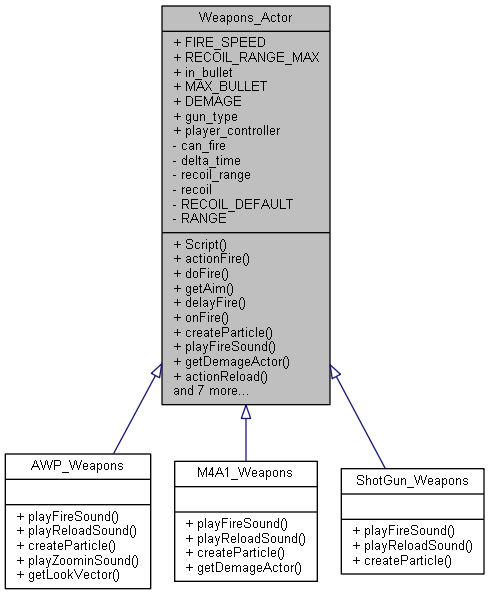 Weapons_Actor
+ FIRE_SPEED
+ RECOIL_RANGE_MAX
+ in_bullet
+ MAX_BULLET
+ DEMAGE
+ gun_type
+ player_controller
- can_fire
- delta_time
- recoil_range
- recoil
- RECOIL_DEFAULT
- RANGE
+ Script()
+ actionFire()
+ doFire()
+ getAim()
+ delayFire()
+ onFire()
+ createParticle()
+ playFireSound()
+ getDemageActor()
+ actionReload()
and 7 more...
AWP_Weapons
+ playFireSound()
+ playReloadSound()
+ createParticle()
+ playZoominSound()
+ getLookVector()
M4A1_Weapons
+ playFireSound()
+ playReloadSound()
+ createParticle()
+ getDemageActor()
ShotGun_Weapons
+ playFireSound()
+ playReloadSound()
+ createParticle()